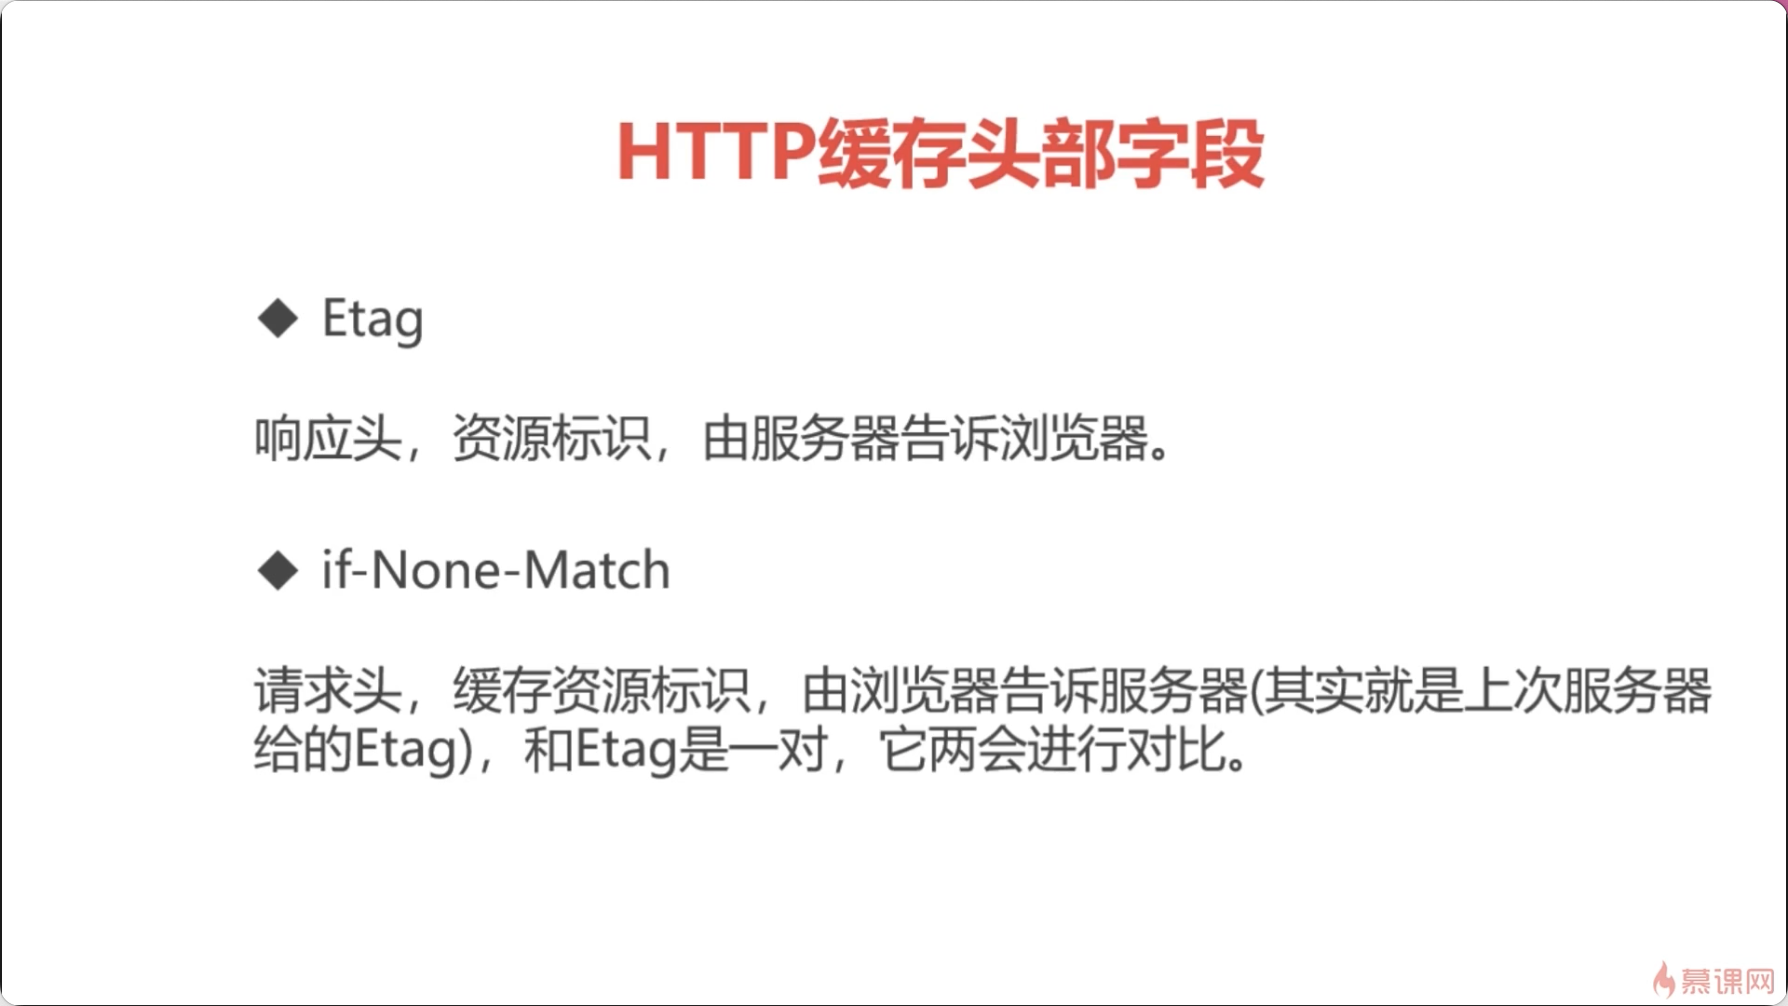 HTTP缓存头部字段
◆ Etag
响应头，资源标识，由服务器告诉浏览器。
◆ if-None-Match
请求头，缓存资源标识，由浏览器告诉服务器(其实就是上次服务器
给的Etag)，和Etag是一对，它两会进行对比。
慕课网